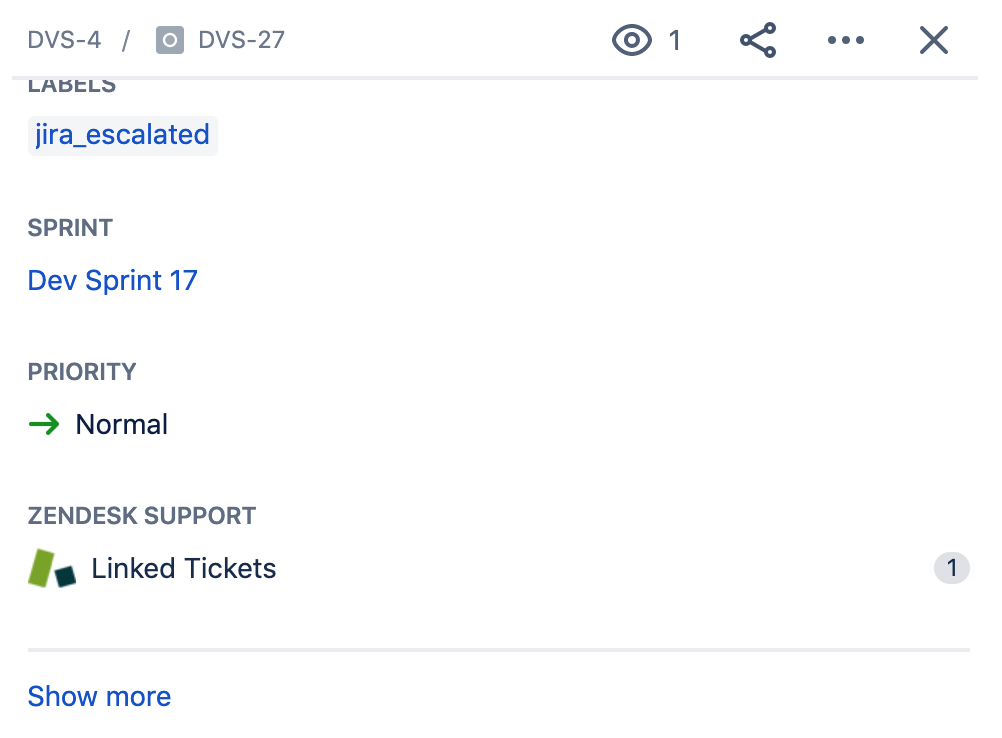 DVS-4 / DVS-27 1
LABELS
jira_escalated
SPRINT
Dev Sprint 17
PRIORITY
Normal
ZENDESK SUPPORT
Linked Tickets 1
Show more